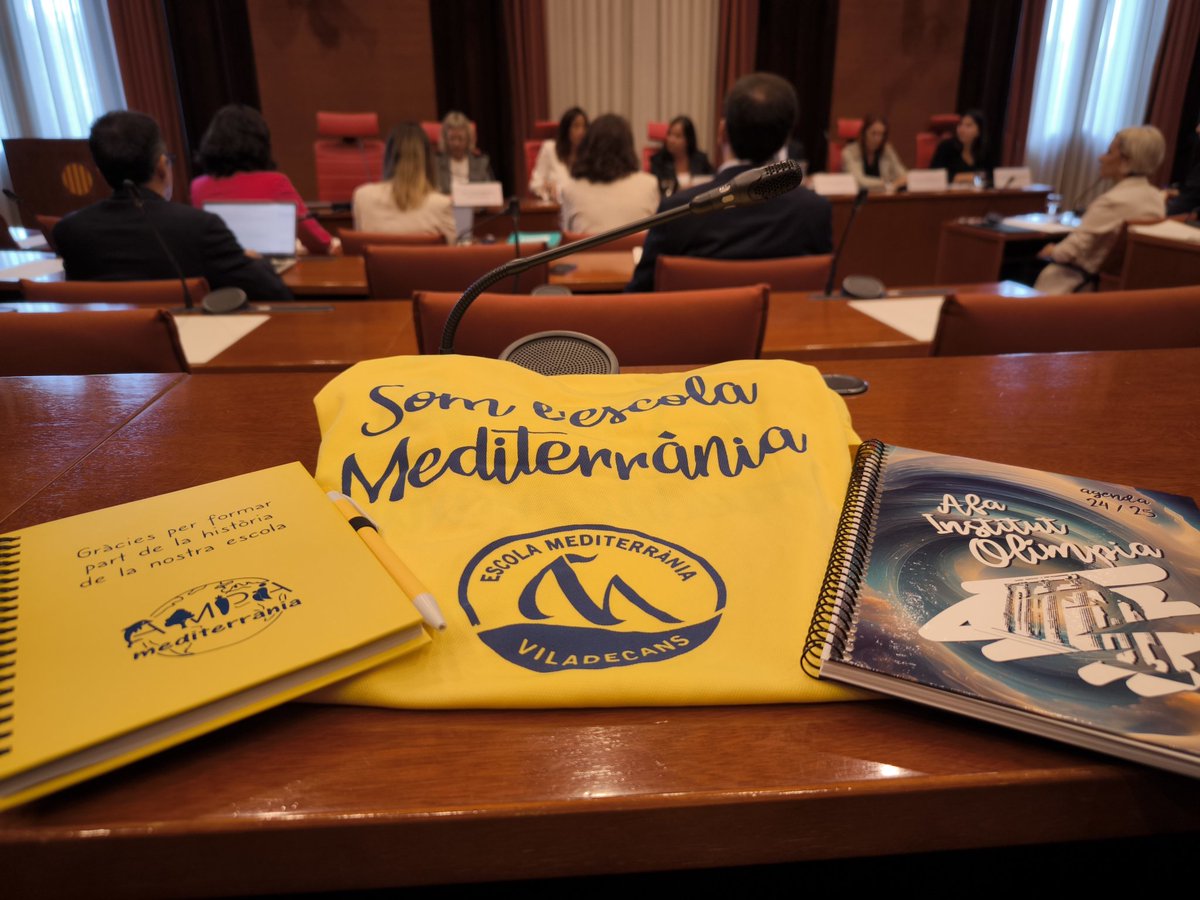 Gràcies per formar
part de la història
de la nostra escola
AMPA
mediterrània
Som l'escola
Mediterrània
ESCOLA MEDITERRÀNIA
VILADECANS
agenda
24 / 25
Afa
Institut
Olímpia